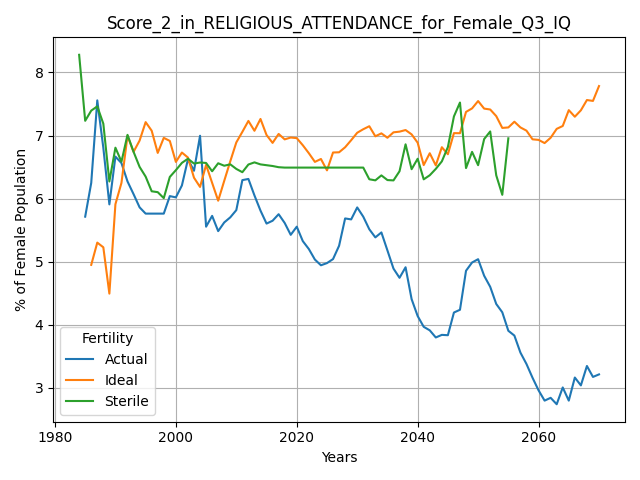 Score_2_in_RELIGIOUS_ATTENDANCE_for_Female_Q3_IQ
% of Female Population
8
7
6
5
4
3
Fertility
Actual
Ideal
Sterile
1980
2000
2020
2040
2060
Years